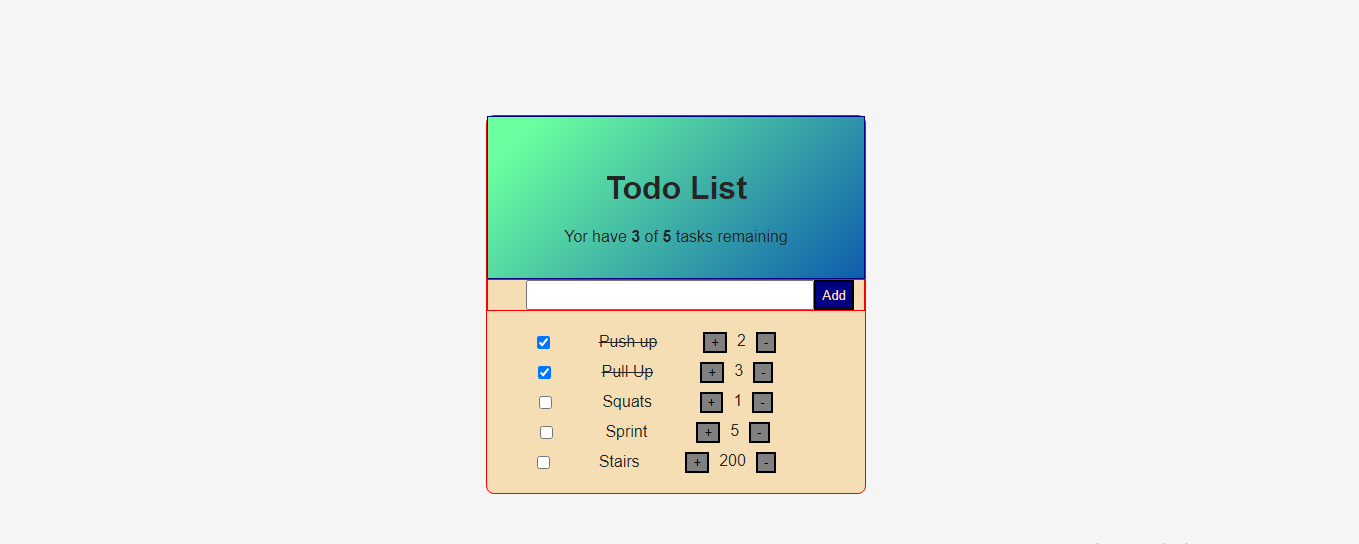 Todo List
Yor have 3 of 5 tasks remaining
Add
Push up + 2 -
Pull Up + 3 -
Squats + 1 -
Sprint + 5 -
Stairs + 200 -